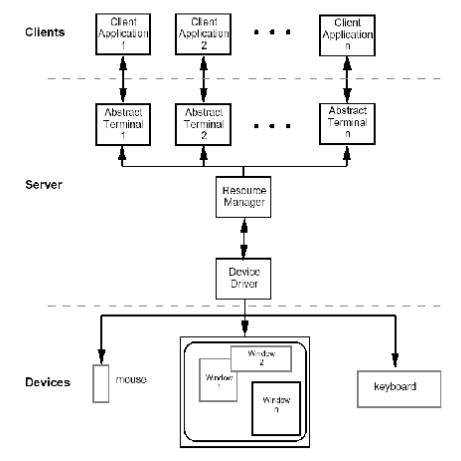 Clients
Client
Application
1
Client
Application
2
Client
Application
n
Abstract
Terminal
1
Abstract
Terminal
2
Abstract
Terminal
n
Server
Resource
Manager
Device
Driver
Devices
mouse
Window
1
Window
2
Window
n
keyboard